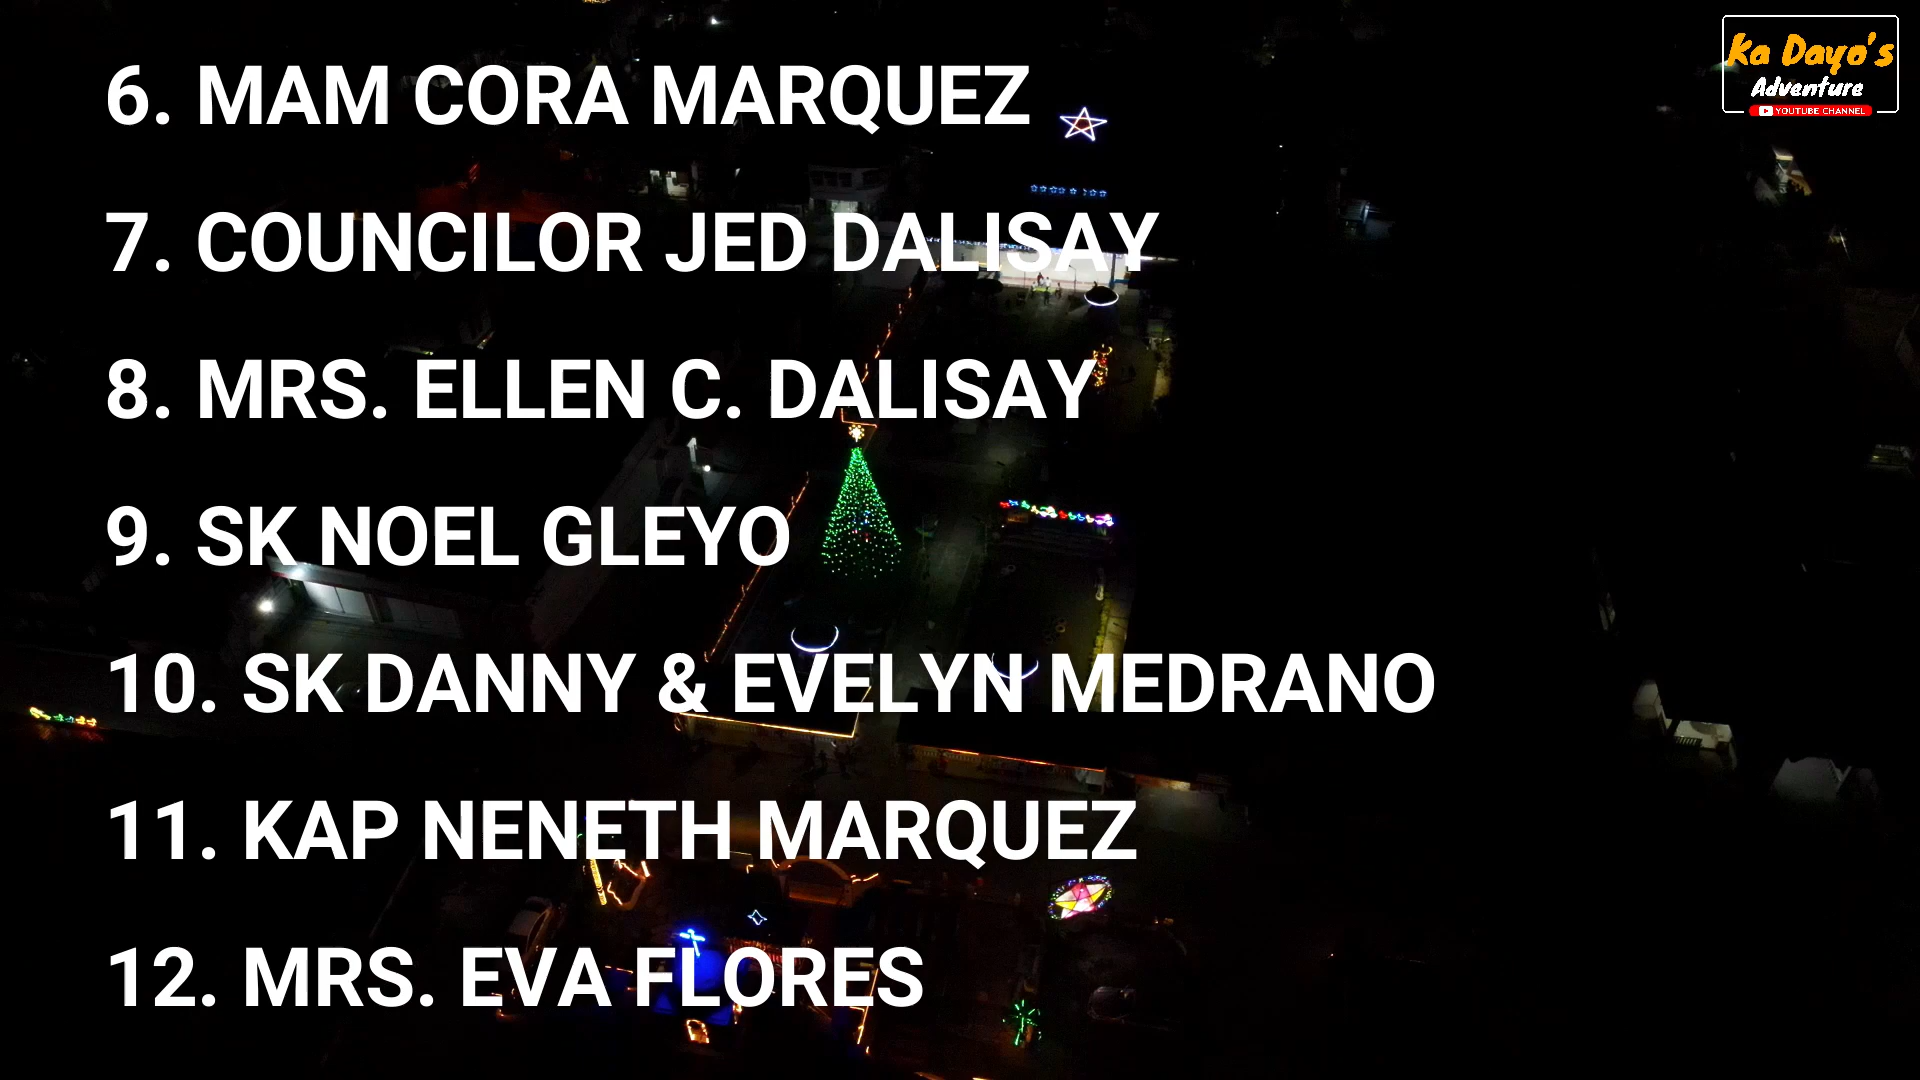 6. MAM CORA MARQUEZ
7. COUNCILOR JED DALISAY
8. MRS. ELLEN C. DALISAY
9. SK NOEL GLEYO
10. SK DANNY & EVELYN MEDRANO
11. KAP NENETH MARQUEZ
12. MRS. EVA FLORES
Ka Dayo's
Adventure
YOUTUBE CHANNEL